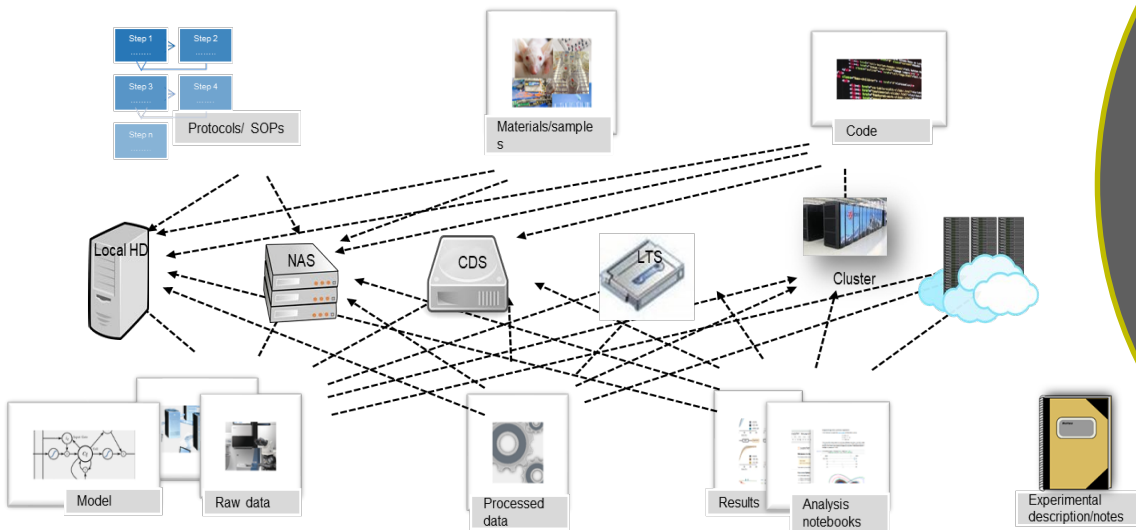 Step 1
........
Step 2
........
Step 3
........
Step 4
........
Step n
........
Protocols/ SOPs
Materials/sample
s
Code
Local HD
NAS
CDS
LTS
Cluster
Model
Raw data
Processed
data
Results
Analysis
notebooks
Experimental
description/notes